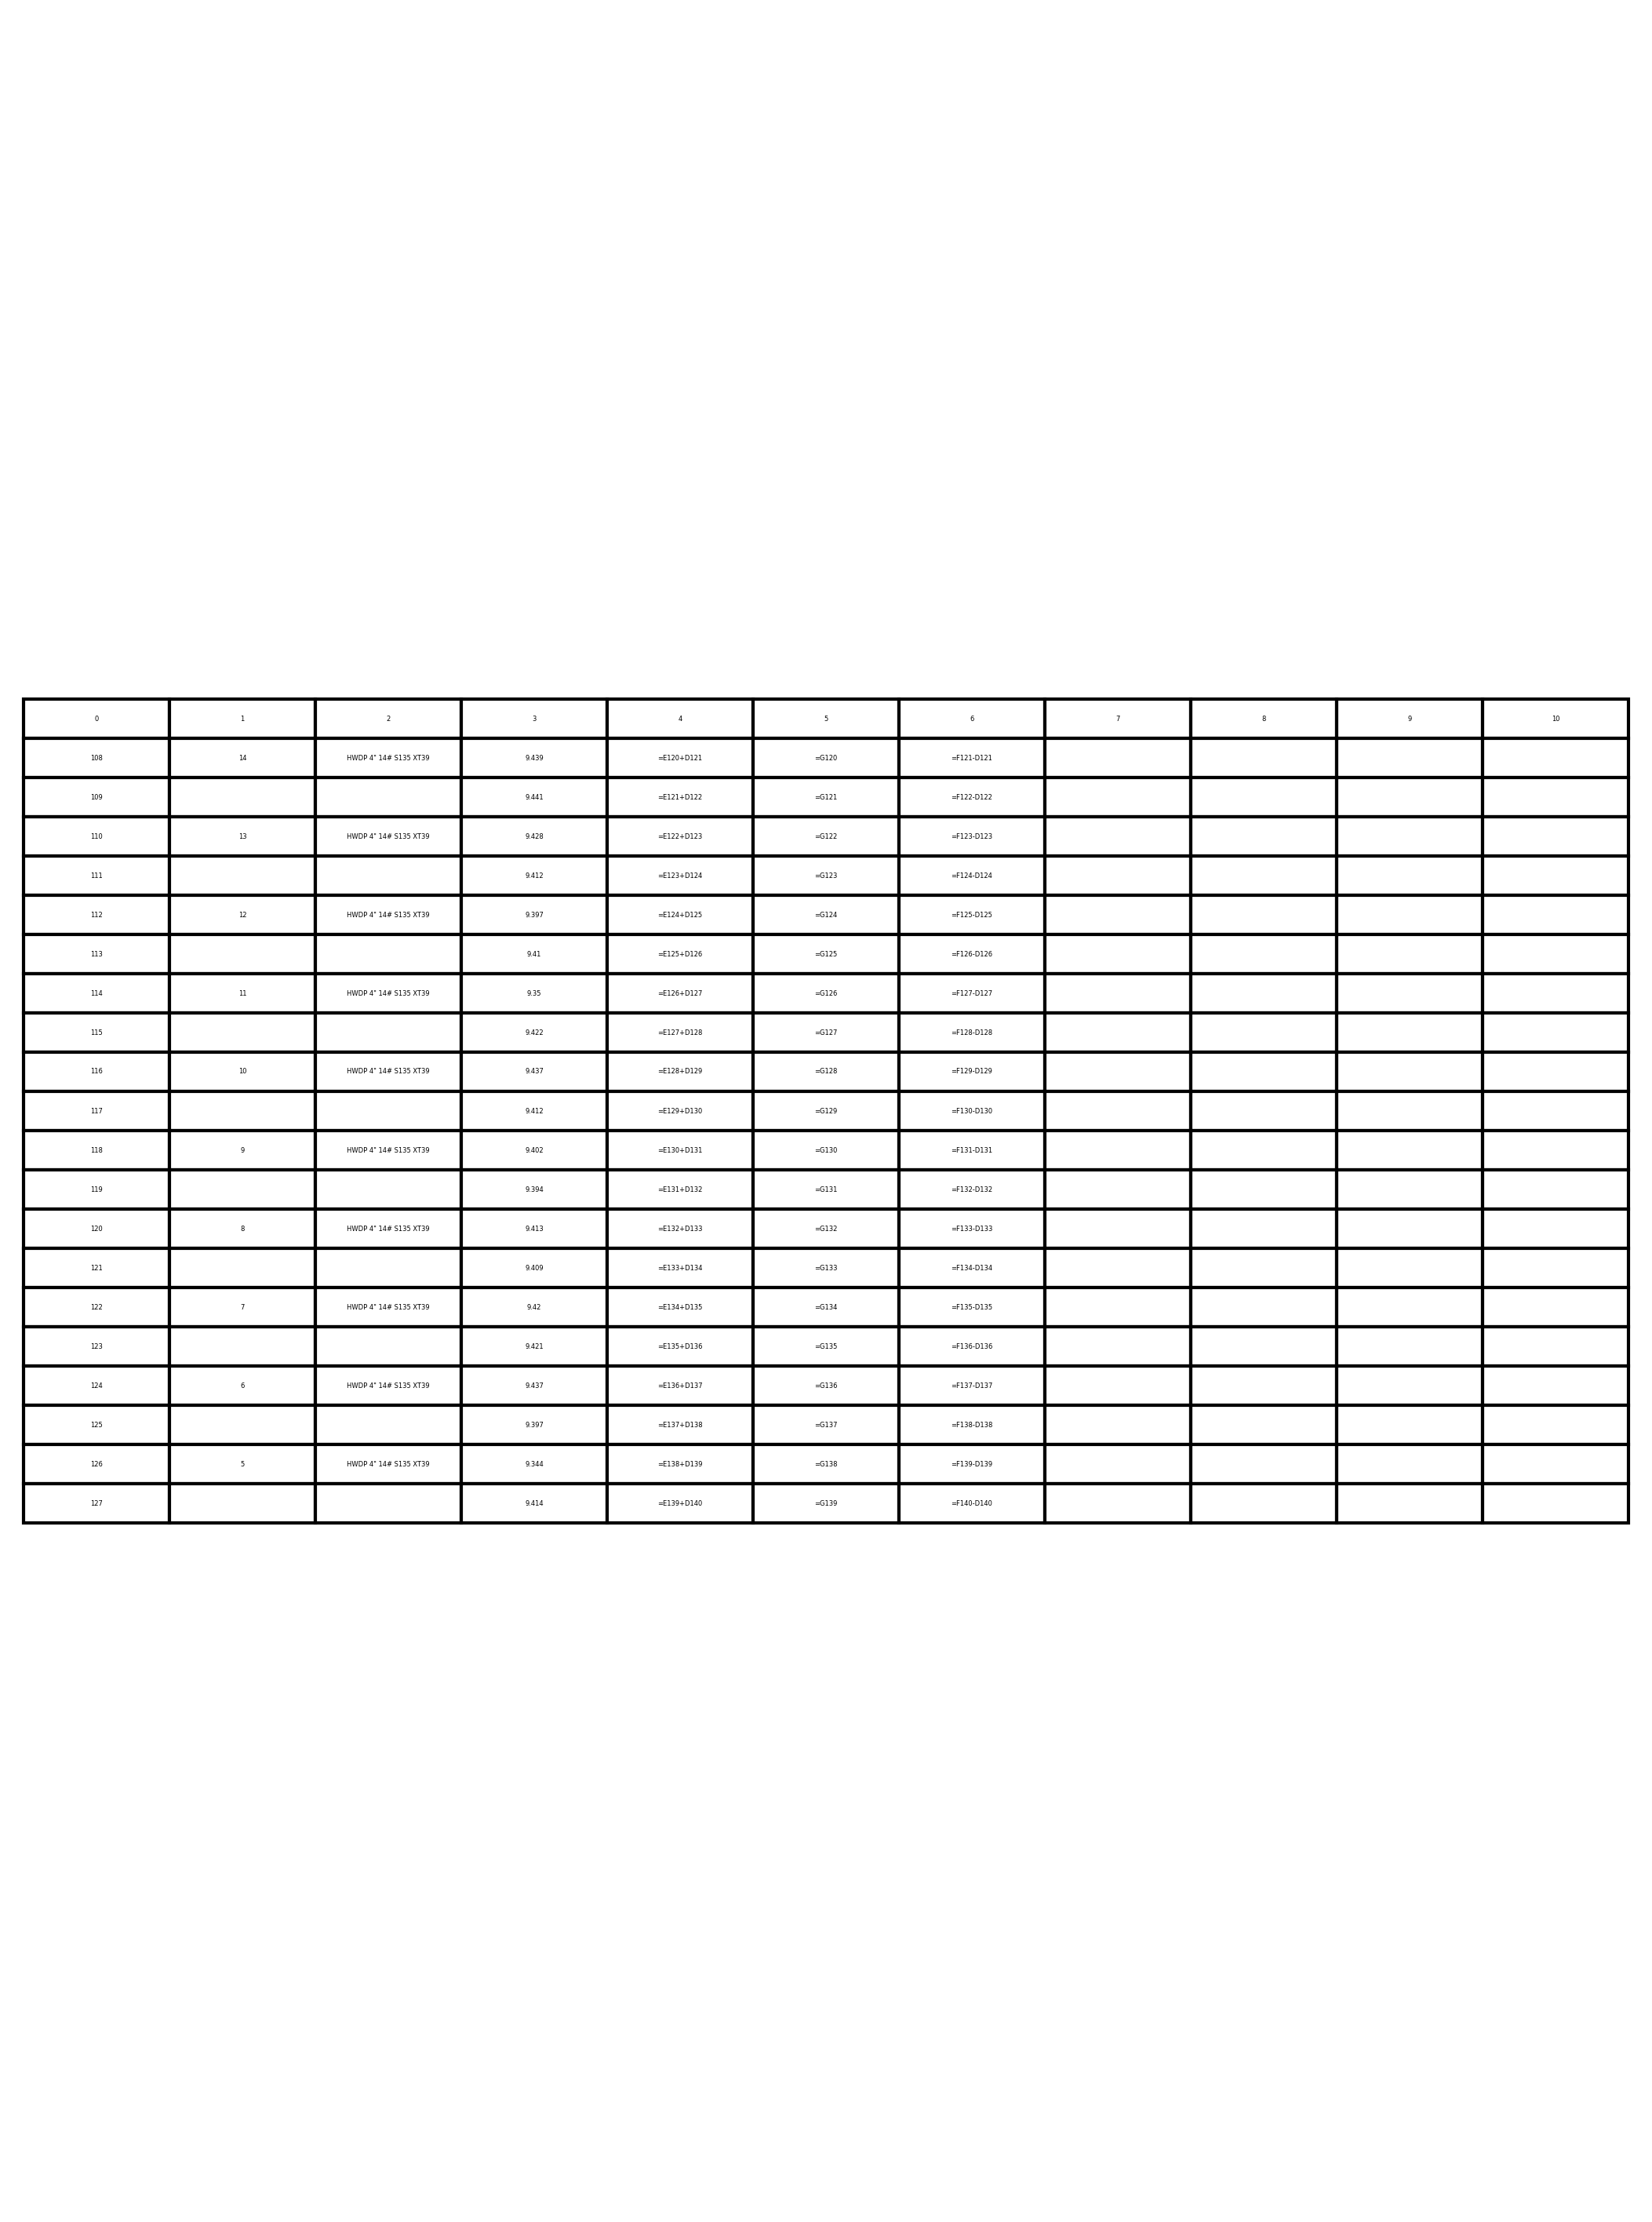 0 1 2 3 4 5 6 7 8 9 10
108 14 HWDP 4" 14# S135 XT39 9.439 =E120+D121 =G120 =F121-D121
109 9.441 =E121+D122 =G121 =F122-D122
110 13 HWDP 4" 14# S135 XT39 9.428 =E122+D123 =G122 =F123-D123
111 9.412 =E123+D124 =G123 =F124-D124
112 12 HWDP 4" 14# S135 XT39 9.397 =E124+D125 =G124 =F125-D125
113 9.41 =E125+D126 =G125 =F126-D126
114 11 HWDP 4" 14# S135 XT39 9.35 =E126+D127 =G126 =F127-D127
115 9.422 =E127+D128 =G127 =F128-D128
116 10 HWDP 4" 14# S135 XT39 9.437 =E128+D129 =G128 =F129-D129
117 9.412 =E129+D130 =G129 =F130-D130
118 9 HWDP 4" 14# S135 XT39 9.402 =E130+D131 =G130 =F131-D131
119 9.394 =E131+D132 =G131 =F132-D132
120 8 HWDP 4" 14# S135 XT39 9.413 =E132+D133 =G132 =F133-D133
121 9.409 =E133+D134 =G133 =F134-D134
122 7 HWDP 4" 14# S135 XT39 9.42 =E134+D135 =G134 =F135-D135
123 9.421 =E135+D136 =G135 =F136-D136
124 6 HWDP 4" 14# S135 XT39 9.437 =E136+D137 =G136 =F137-D137
125 9.397 =E137+D138 =G137 =F138-D138
126 5 HWDP 4" 14# S135 XT39 9.344 =E138+D139 =G138 =F139-D139
127 9.414 =E139+D140 =G139 =F140-D140